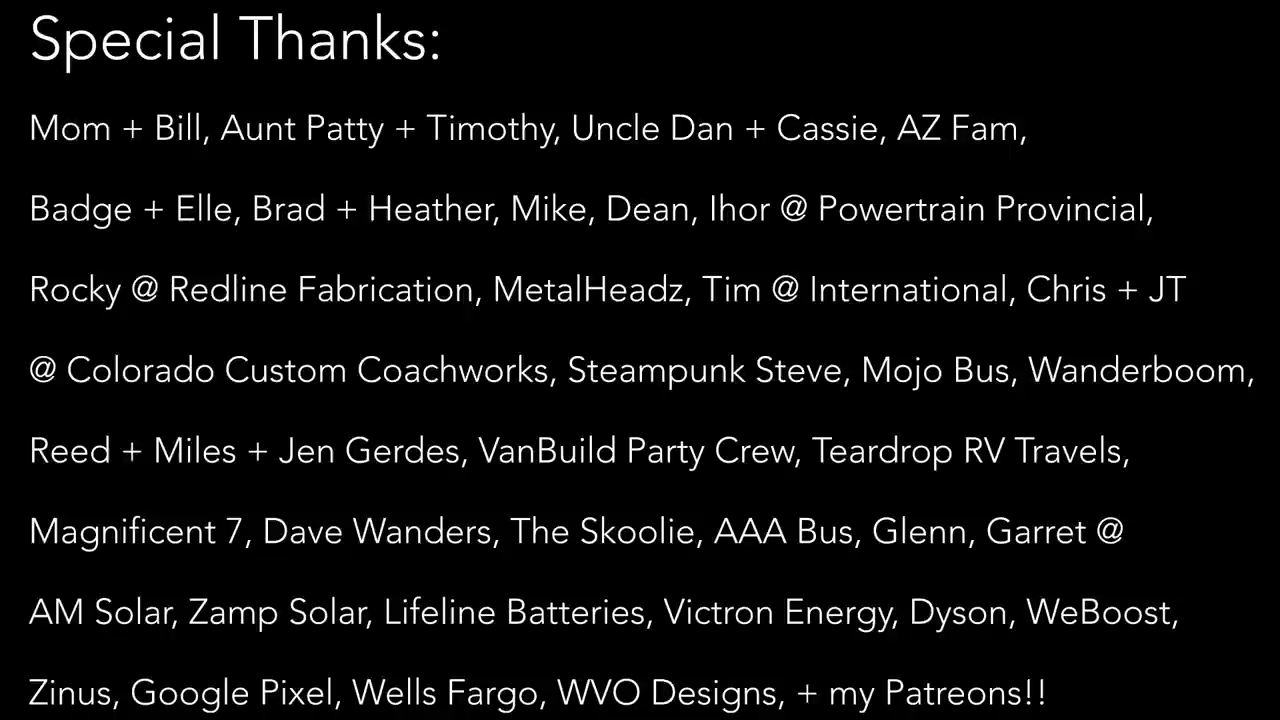 Special Thanks:
Mom + Bill, Aunt Patty + Timothy, Uncle Dan + Cassie, AZ Fam,
Badge + Elle, Brad + Heather, Mike, Dean, Ihor @ Powertrain Provincial,
Rocky @ Redline Fabrication, MetalHeadz, Tim @ International, Chris + JT
@ Colorado Custom Coachworks, Steampunk Steve, Mojo Bus, Wanderboom,
Reed + Miles + Jen Gerdes, VanBuild Party Crew, Teardrop RV Travels,
Magnificent 7, Dave Wanders, The Skoolie, AAA Bus, Glenn, Garret @
AM Solar, Zamp Solar, Lifeline Batteries, Victron Energy, Dyson, WeBoost,
Zinus, Google Pixel, Wells Fargo, WVO Designs, + my Patreons!!